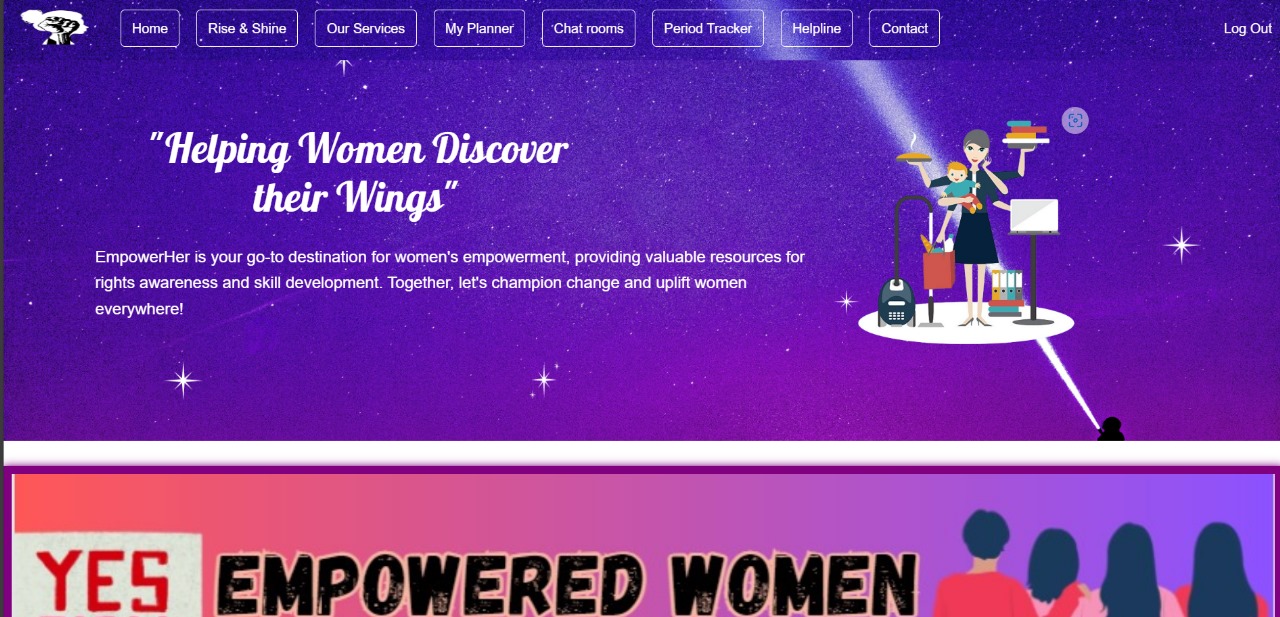 Home Rise & Shine Our Services My Planner Chat rooms Period Tracker Helpline Contact Log Out
"Helping Women Discover
their Wings"
EmpowerHer is your go-to destination for women's empowerment, providing valuable resources for
rights awareness and skill development. Together, let's champion change and uplift women
everywhere!
YES EMPOWERED WOMEN